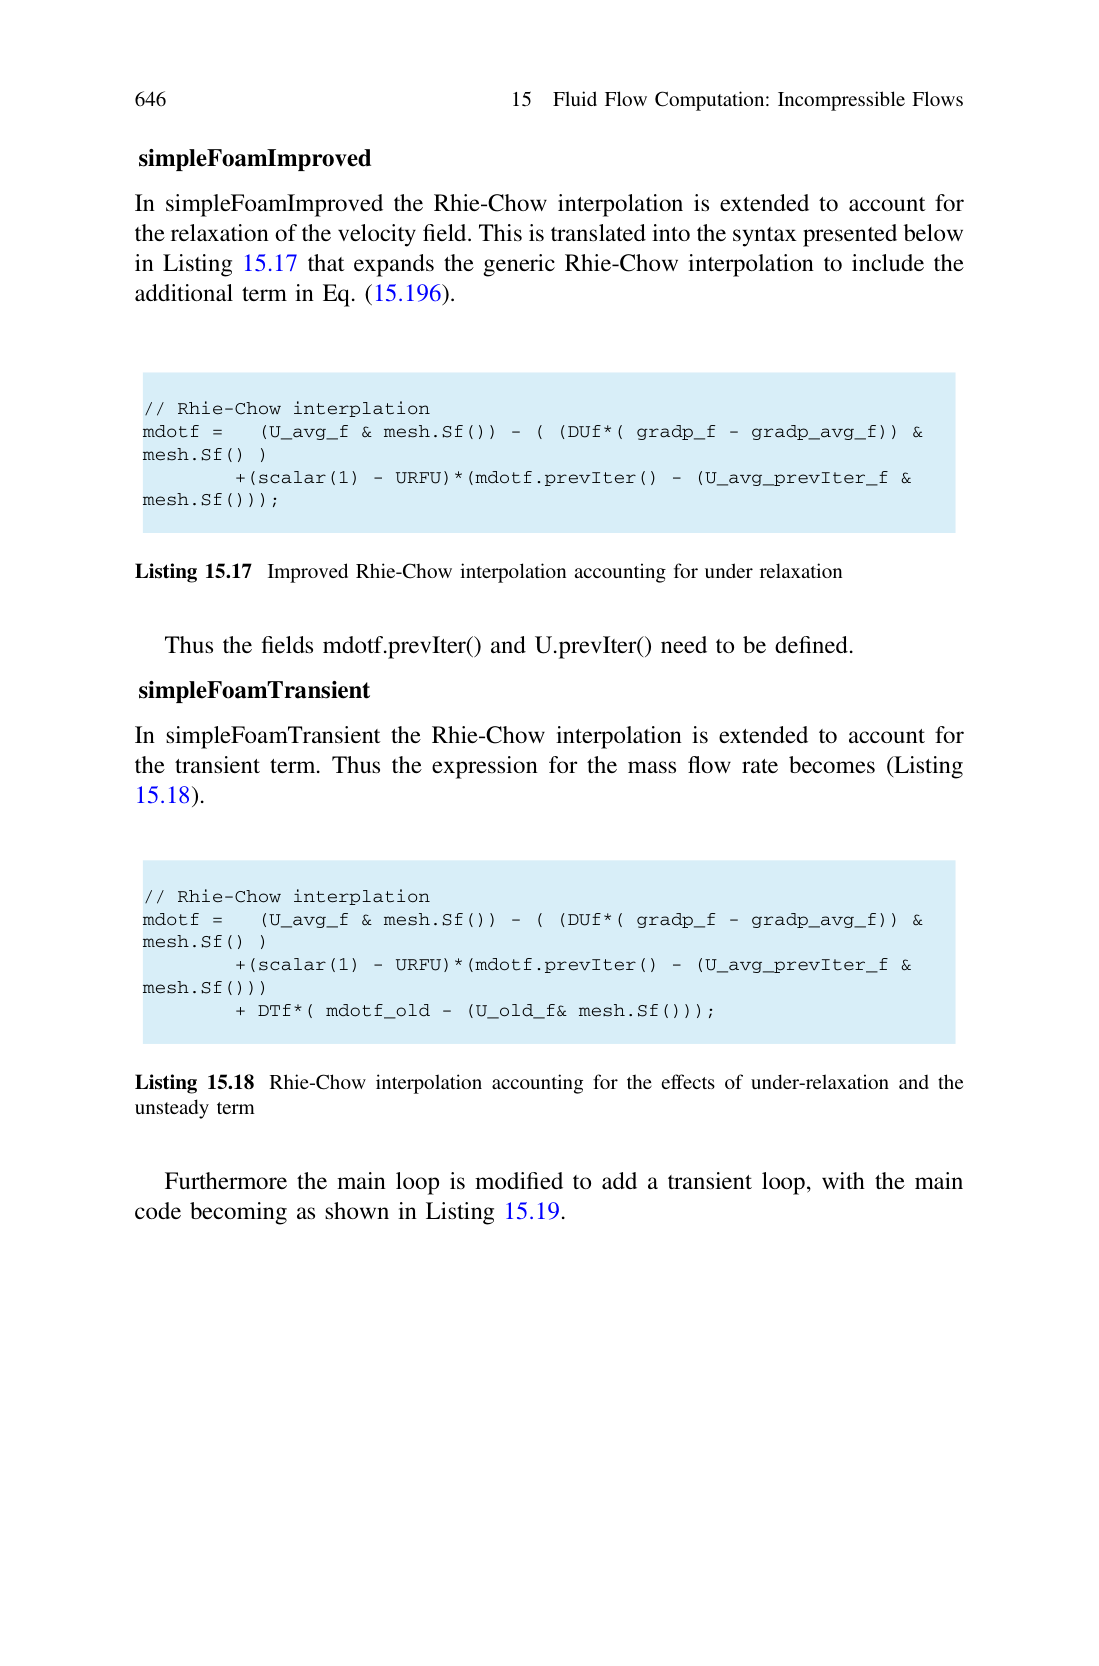 646 15 Fluid Flow Computation: Incompressible Flows
simpleFoamImproved
In simpleFoamImproved the Rhie-Chow interpolation is extended to account for
the relaxation of the velocity field. This is translated into the syntax presented below
in Listing 15.17 that expands the generic Rhie-Chow interpolation to include the
additional term in Eq. (15.196).
// Rhie-Chow interplation
mdotf =   (U_avg_f & mesh.Sf()) - ( (DUf*( gradp_f - gradp_avg_f)) &
mesh.Sf() )
        +(scalar(1) - URFU)*(mdotf.prevIter() - (U_avg_prevIter_f &
mesh.Sf()));
Listing 15.17 Improved Rhie-Chow interpolation accounting for under relaxation
Thus the fields mdotf.prevIter() and U.prevIter() need to be defined.
simpleFoamTransient
In simpleFoamTransient the Rhie-Chow interpolation is extended to account for
the transient term. Thus the expression for the mass flow rate becomes (Listing
15.18).
// Rhie-Chow interplation
mdotf =   (U_avg_f & mesh.Sf()) - ( (DUf*( gradp_f - gradp_avg_f)) &
mesh.Sf() )
        +(scalar(1) - URFU)*(mdotf.prevIter() - (U_avg_prevIter_f &
mesh.Sf()))
        + DTf*( mdotf_old - (U_old_f& mesh.Sf()));
Listing 15.18 Rhie-Chow interpolation accounting for the effects of under-relaxation and the
unsteady term
Furthermore the main loop is modified to add a transient loop, with the main
code becoming as shown in Listing 15.19.